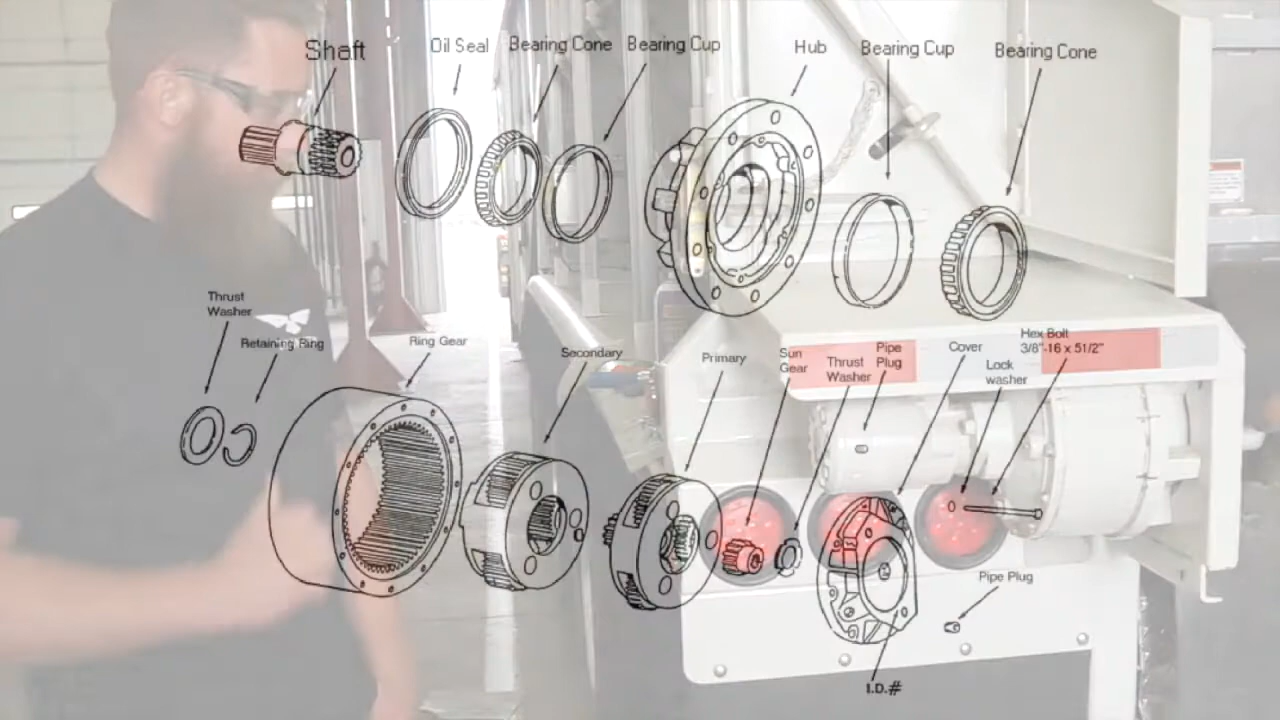 Shaft
Oil Seal
Bearing Cone
Bearing Cup
Hub
Bearing Cup
Bearing Cone
Thrust
Washer
Retaining Ring
Ring Gear
Secondary
Primary
Sun
Gear
Thrust
Washer
Pipe
Plug
Cover
Lock
washer
Hex Bolt
3/8"-16 x 51/2"
Pipe Plug
I.D.#